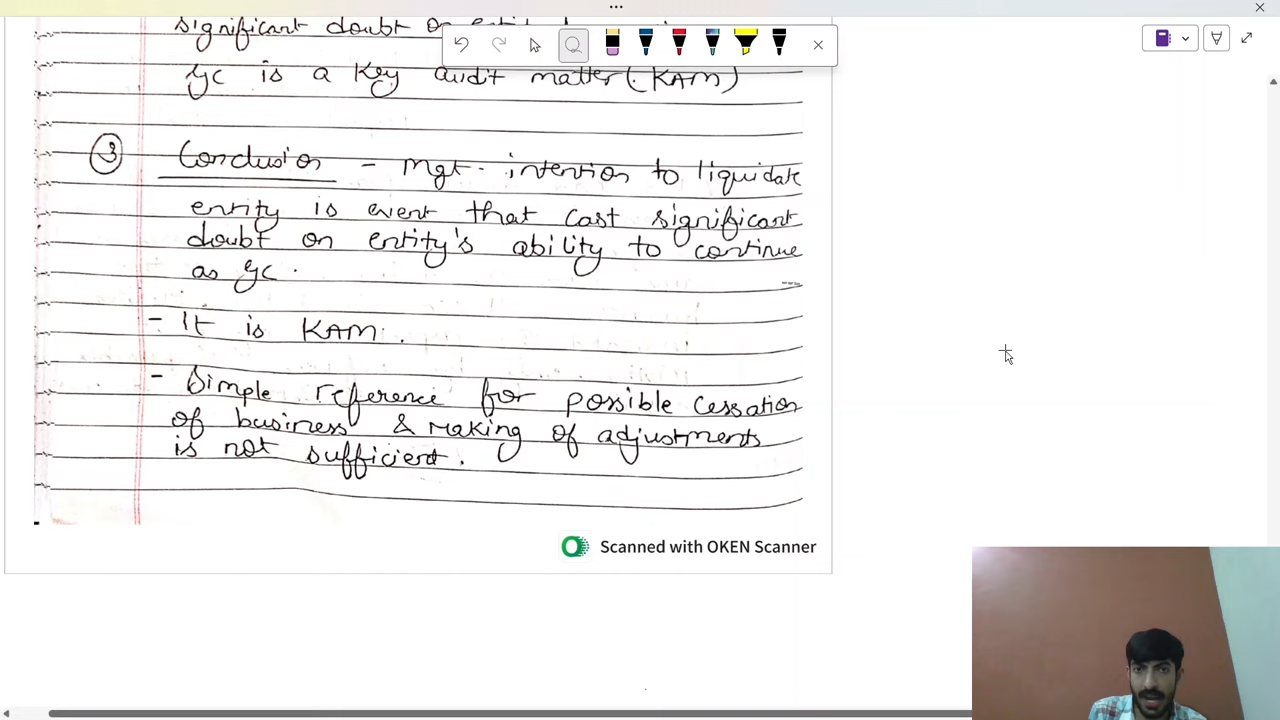 significant doubt on entity's
GC is a Key audit matter (KAM)
③ Conclusion - Mgt. intention to liquidate
entity is event that cast significant
doubt on entity's ability to continue
as GC.
- It is KAM.
- Simple reference for possible cessation
of business & making of adjustments
is not sufficient.
Scanned with OKEN Scanner